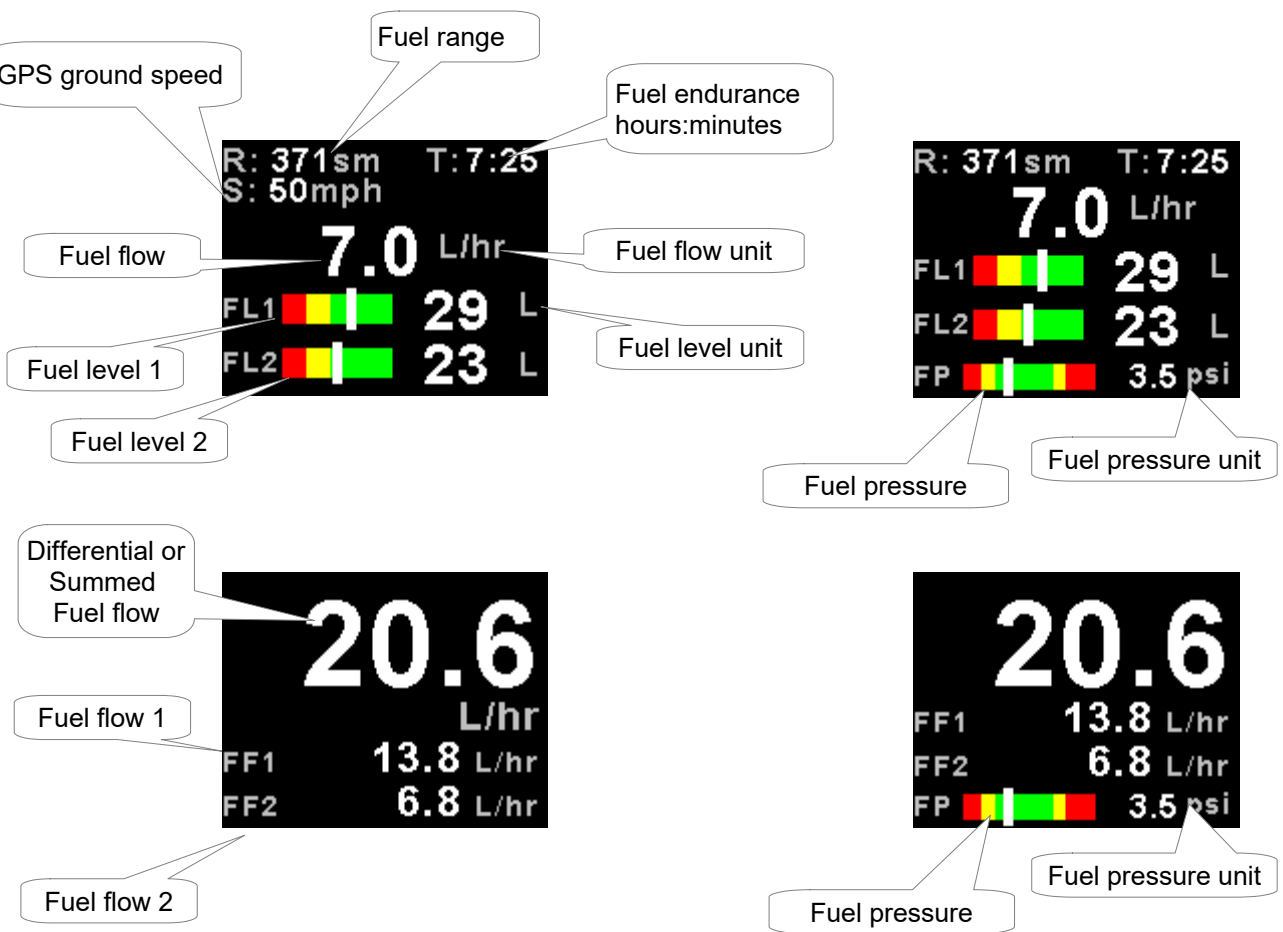 Fuel range
GPS ground speed
Fuel endurance
hours:minutes
R: 371sm T: 7:25
S: 50mph
7.0 L/hr
FL1 29 L
FL2 23 L
Fuel flow
Fuel flow unit
Fuel level 1
Fuel level unit
Fuel level 2
R: 371sm T: 7:25
7.0 L/hr
FL1 29 L
FL2 23 L
FP 3.5 psi
Fuel pressure unit
Fuel pressure
Differential or
Summed
Fuel flow
20.6
L/hr
FF1 13.8 L/hr
FF2 6.8 L/hr
Fuel flow 1
Fuel flow 2
20.6
FF1 13.8 L/hr
FF2 6.8 L/hr
FP 3.5 psi
Fuel pressure unit
Fuel pressure